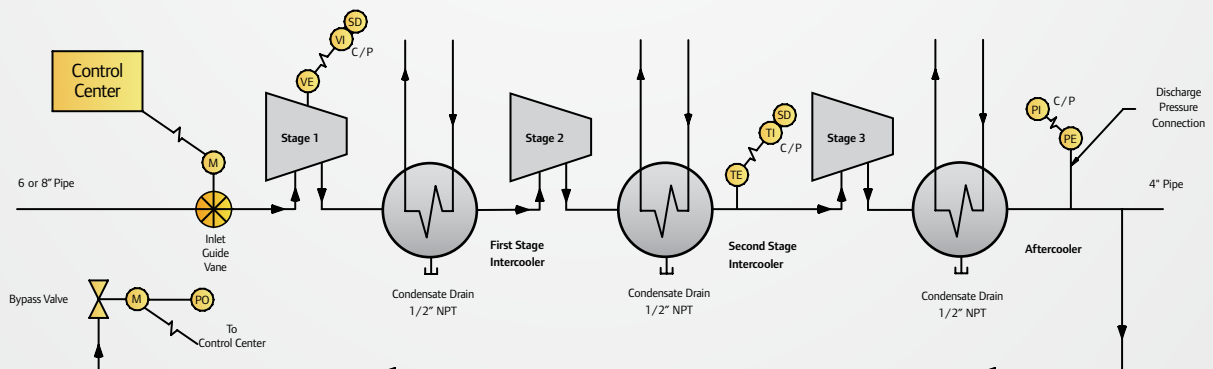 SD
VI
C/P
VE
Control
Center
Stage 1
Stage 2
Stage 3
SD
TI
C/P
TE
PI
C/P
PE
Discharge
Pressure
Connection
M
6 or 8" Pipe
4" Pipe
Inlet
Guide
Vane
First Stage
Intercooler
Second Stage
Intercooler
Aftercooler
Condensate Drain
1/2" NPT
Condensate Drain
1/2" NPT
Condensate Drain
1/2" NPT
Bypass Valve
M
PO
To
Control Center